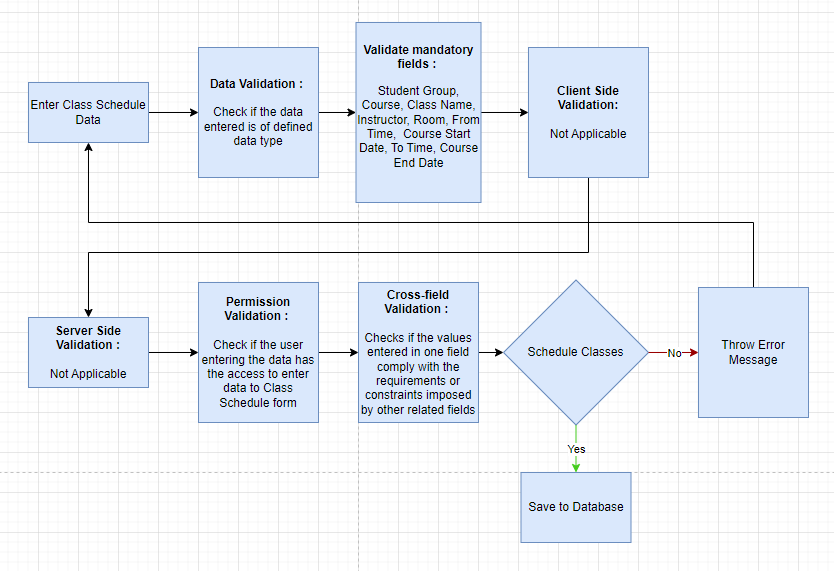 Enter Class Schedule
Data
Data Validation :
Check if the data
entered is of defined
data type
Validate mandatory
fields :
Student Group,
Course, Class Name,
Instructor, Room, From
Time, Course Start
Date, To Time, Course
End Date
Client Side
Validation:
Not Applicable
Server Side
Validation :
Not Applicable
Permission
Validation :
Check if the user
entering the data has
the access to enter
data to Class
Schedule form
Cross-field
Validation :
Checks if the values
entered in one field
comply with the
requirements or
constraints imposed
by other related fields
Schedule Classes
No
Throw Error
Message
Yes
Save to Database